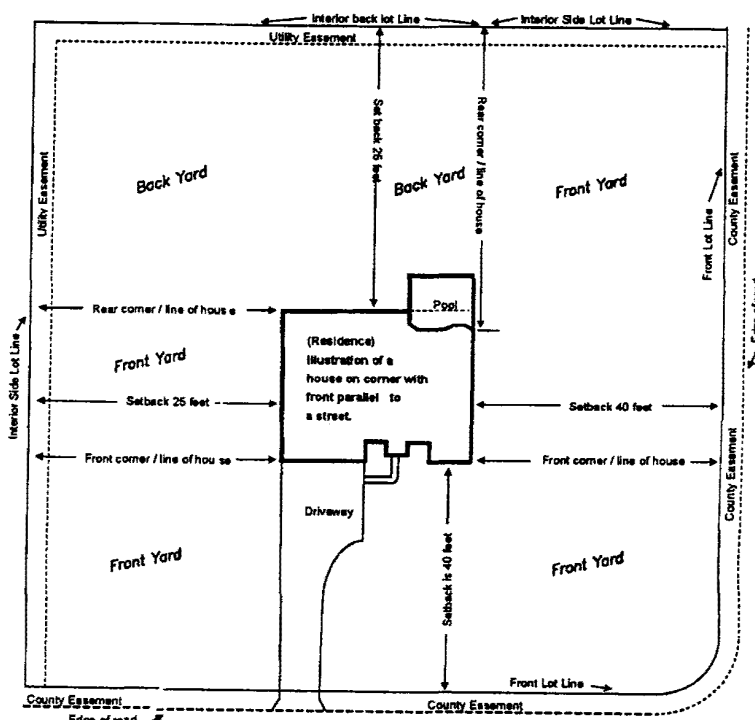 Interior back lot Line
Interior Side Lot Line
Utility Easement
Set back 25 feet
Rear corner / line of house
Back Yard
Back Yard
Front Yard
Utility Easement
County Easement
Front Lot Line
Pool
Rear corner / line of house
(Residence)
Illustration of a
house on corner with
front parallel to
a street.
Front Yard
Interior Side Lot Line
Setback 25 feet
Setback 40 feet
Front corner / line of house
Front corner / line of house
County Easement
Driveway
Setback is 40 feet
Front Yard
Front Yard
Front Lot Line
County Easement
County Easement
Edge of road